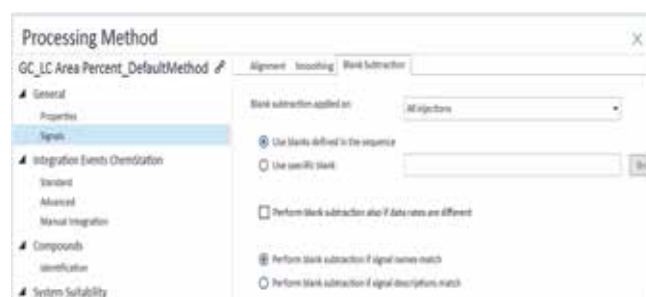 Processing Method
GC_LC Area Percent_DefaultMethod
General
Properties
Signals
Integration Events ChemStation
Standard
Advanced
Manual Integration
Compounds
Identification
System Suitability
Alignment Smoothing Blank Subtraction
Blank subtraction applied on: All injections
Use blanks defined in the sequence
Use specific blank:
Perform blank subtraction also if data rates are different
Perform blank subtraction if signal names match
Perform blank subtraction if signal descriptions match